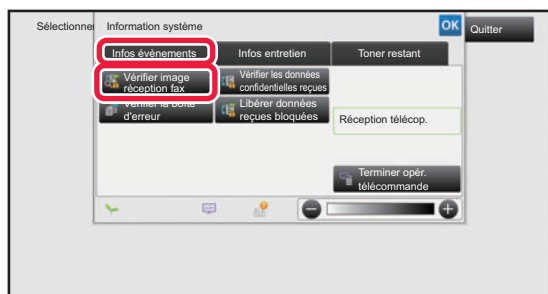 Sélectionne
Information système
OK
Quitter
Infos évènements
Infos entretien
Toner restant
Vérifier image
réception fax
Vérifier les données
confidentielles reçues
Vérifier la boîte
d'erreur
Libérer données
reçues bloquées
Réception télécop.
Terminer opér.
télécommande